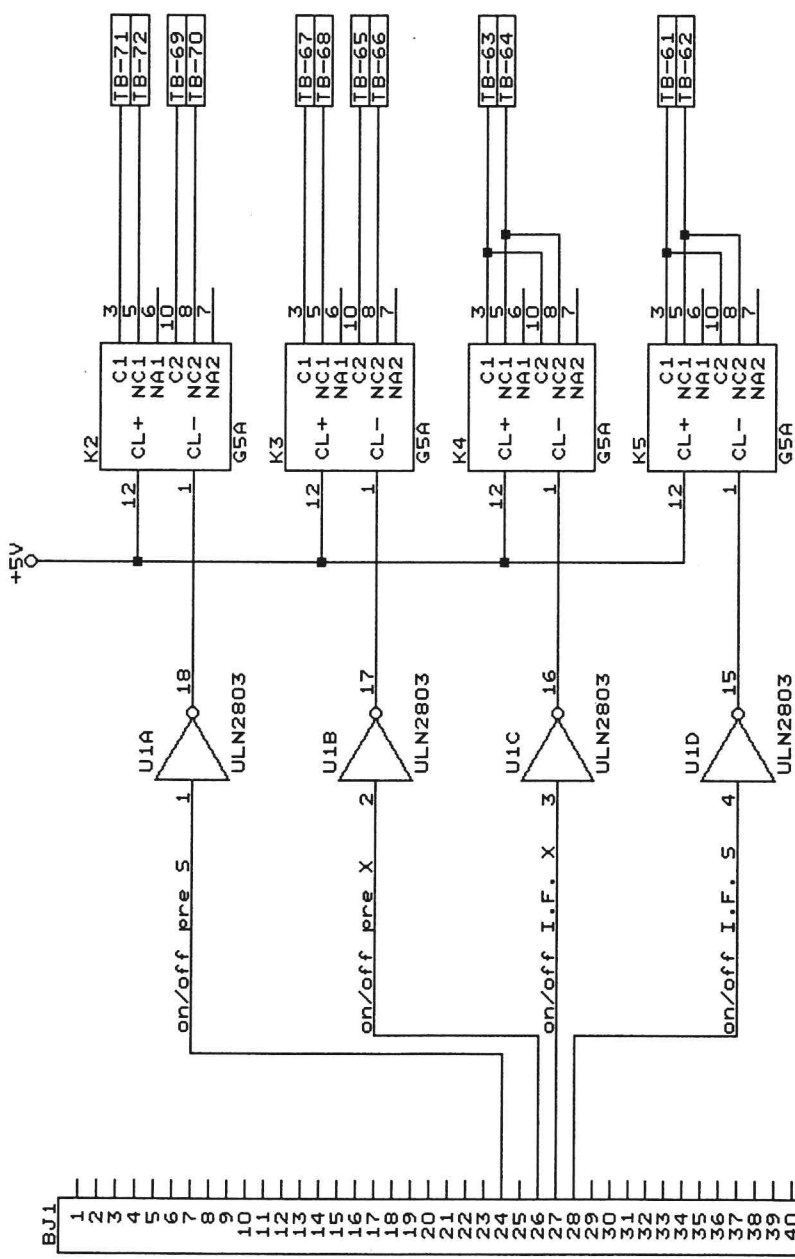 BJ1
1
2
3
4
5
6
7
8
9
10
11
12
13
14
15
16
17
18
19
20
21
22
23
24
25
26
27
28
29
30
31
32
33
34
35
36
37
38
39
40
+5V
on/off pre S
1
U1A
ULN2803
18
12
1
K2
CL+
CL-
C1
NC1
NA1
C2
NC2
NA2
G5A
3
5
6
10
8
7
TB-71
TB-72
TB-69
TB-70
on/off pre X
2
U1B
ULN2803
17
12
1
K3
CL+
CL-
C1
NC1
NA1
C2
NC2
NA2
G5A
3
5
6
10
8
7
TB-67
TB-68
TB-65
TB-66
on/off I.F. X
3
U1C
ULN2803
16
12
1
K4
CL+
CL-
C1
NC1
NA1
C2
NC2
NA2
G5A
3
5
6
10
8
7
TB-63
TB-64
on/off I.F. S
4
U1D
ULN2803
15
12
1
K5
CL+
CL-
C1
NC1
NA1
C2
NC2
NA2
G5A
3
5
6
10
8
7
TB-61
TB-62